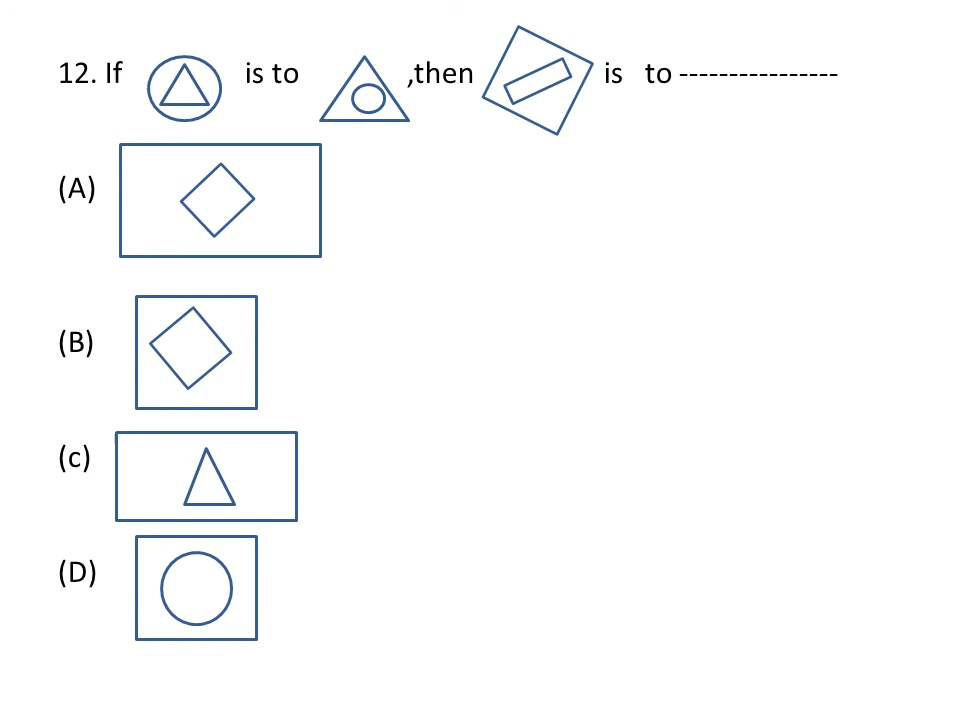 12. If is to ,then is to ----------------
(A)
(B)
(c)
(D)